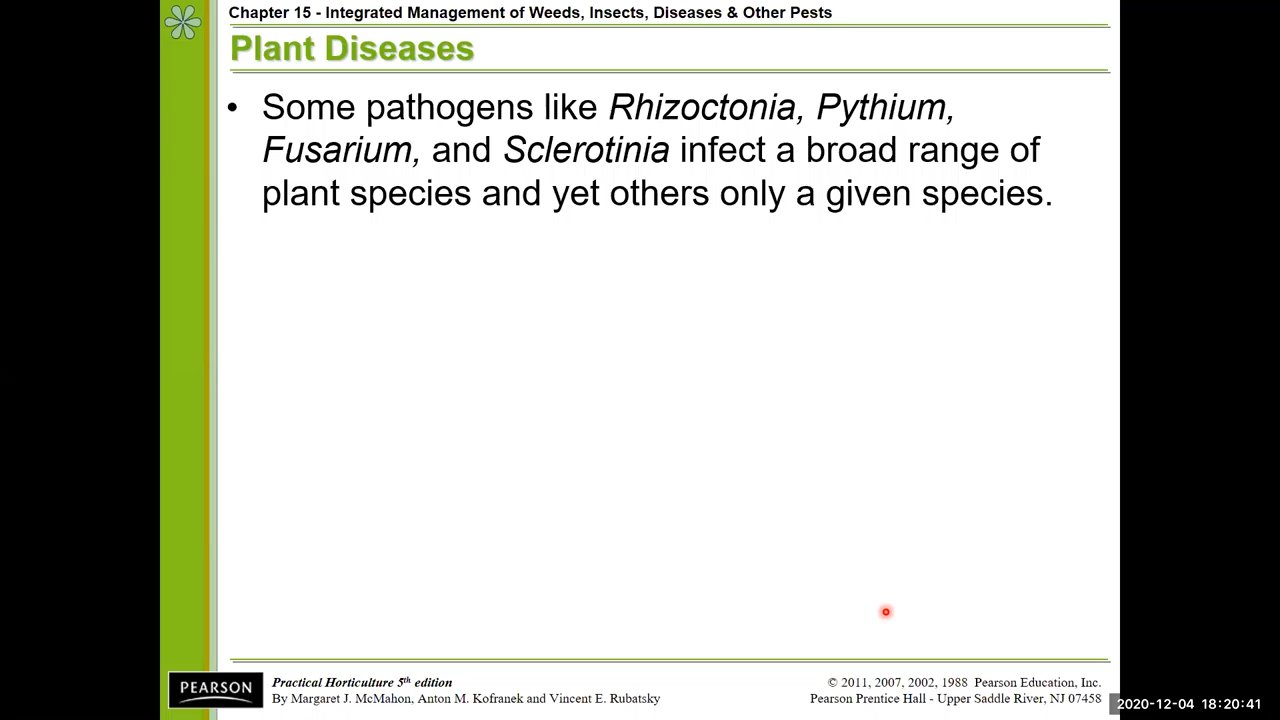 Chapter 15 - Integrated Management of Weeds, Insects, Diseases & Other Pests
Plant Diseases
• Some pathogens like Rhizoctonia, Pythium,
Fusarium, and Sclerotinia infect a broad range of
plant species and yet others only a given species.
PEARSON
Practical Horticulture 5th edition
By Margaret J. McMahon, Anton M. Kofranek and Vincent E. Rubatsky
© 2011, 2007, 2002, 1988 Pearson Education, Inc.
Pearson Prentice Hall - Upper Saddle River, NJ 07458
2020-12-04 18:20:41